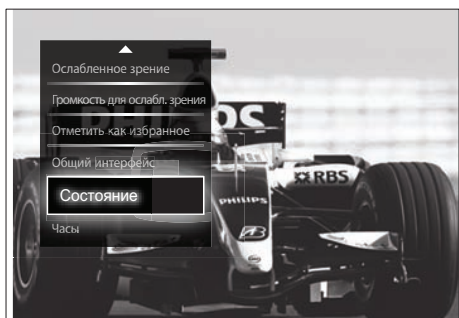 Ослабленное зрение
Громкость для ослабл. зрения
Отметить как избранное
Общий интерфейс
Состояние
Часы
RBS
PHILIPS